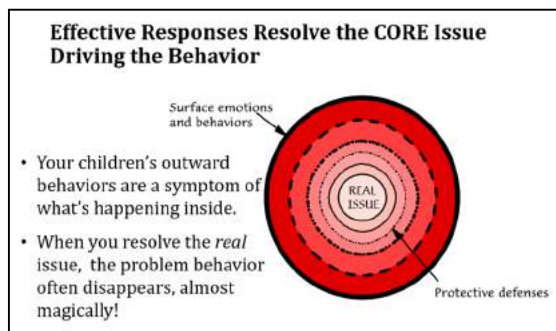 Effective Responses Resolve the CORE Issue
Driving the Behavior
Surface emotions
and behaviors
• Your children's outward
behaviors are a symptom of
what's happening inside.
• When you resolve the real
issue, the problem behavior
often disappears, almost
magically!
REAL
ISSUE
Protective defenses